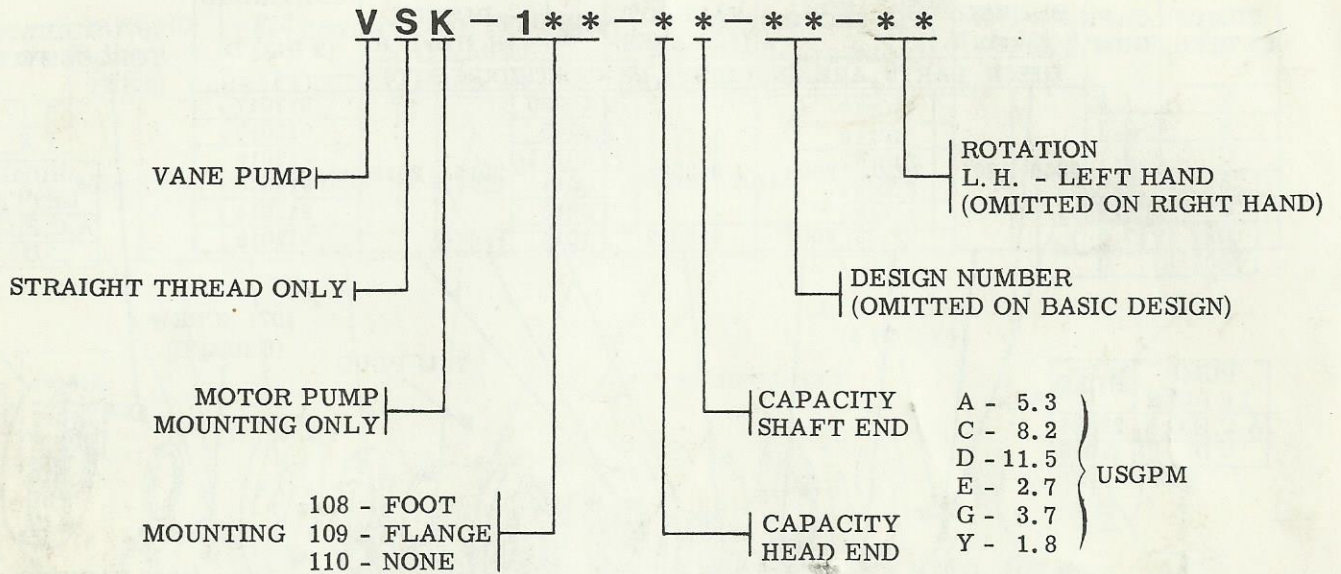 VSK-1**-**-**-**
VANE PUMP
ROTATION
L. H. - LEFT HAND
(OMITTED ON RIGHT HAND)
STRAIGHT THREAD ONLY
DESIGN NUMBER
(OMITTED ON BASIC DESIGN)
MOTOR PUMP
MOUNTING ONLY
CAPACITY
SHAFT END
MOUNTING
108 - FOOT
109 - FLANGE
110 - NONE
CAPACITY
HEAD END
A - 5.3
C - 8.2
D - 11.5
E - 2.7
G - 3.7
Y - 1.8
USGPM